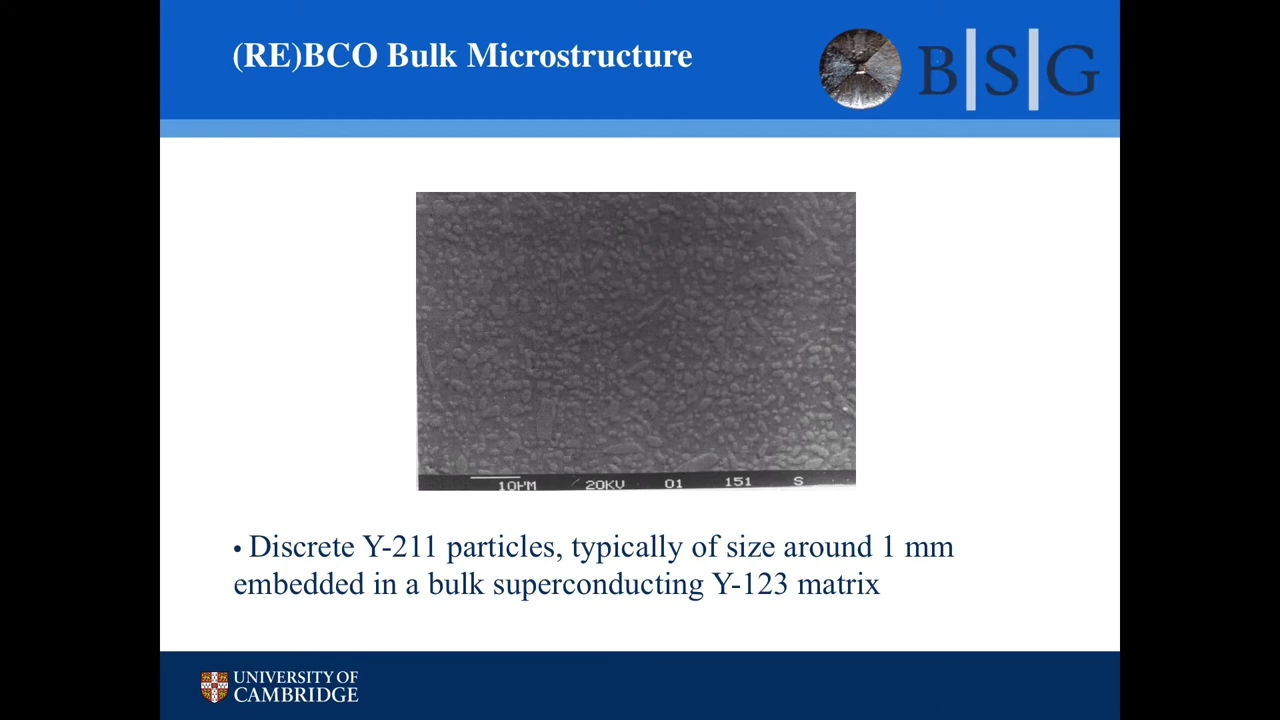 (RE)BCO Bulk Microstructure
B|S|G
10µM 20KV 01 151 S
• Discrete Y-211 particles, typically of size around 1 mm
embedded in a bulk superconducting Y-123 matrix
UNIVERSITY OF
CAMBRIDGE